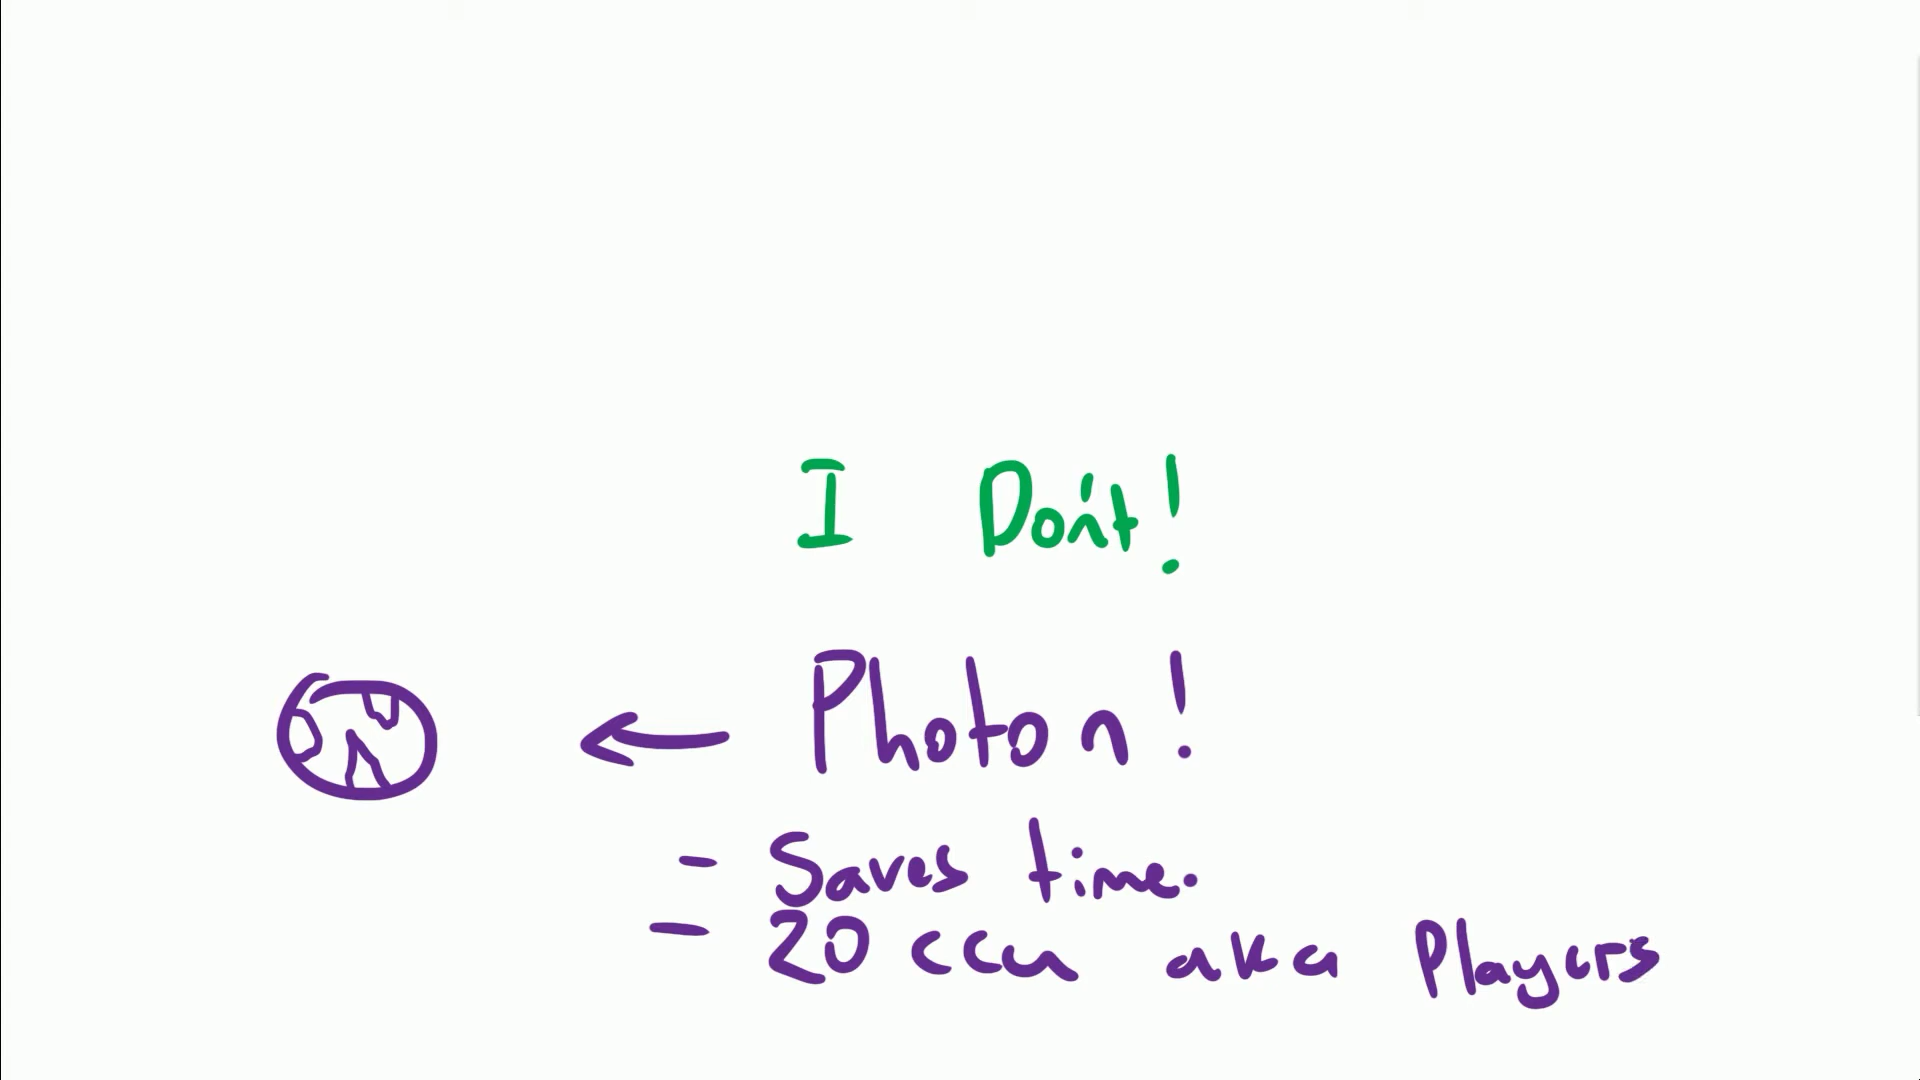 I Don't!
Photon!
- Saves time.
- 20 ccu aka Players